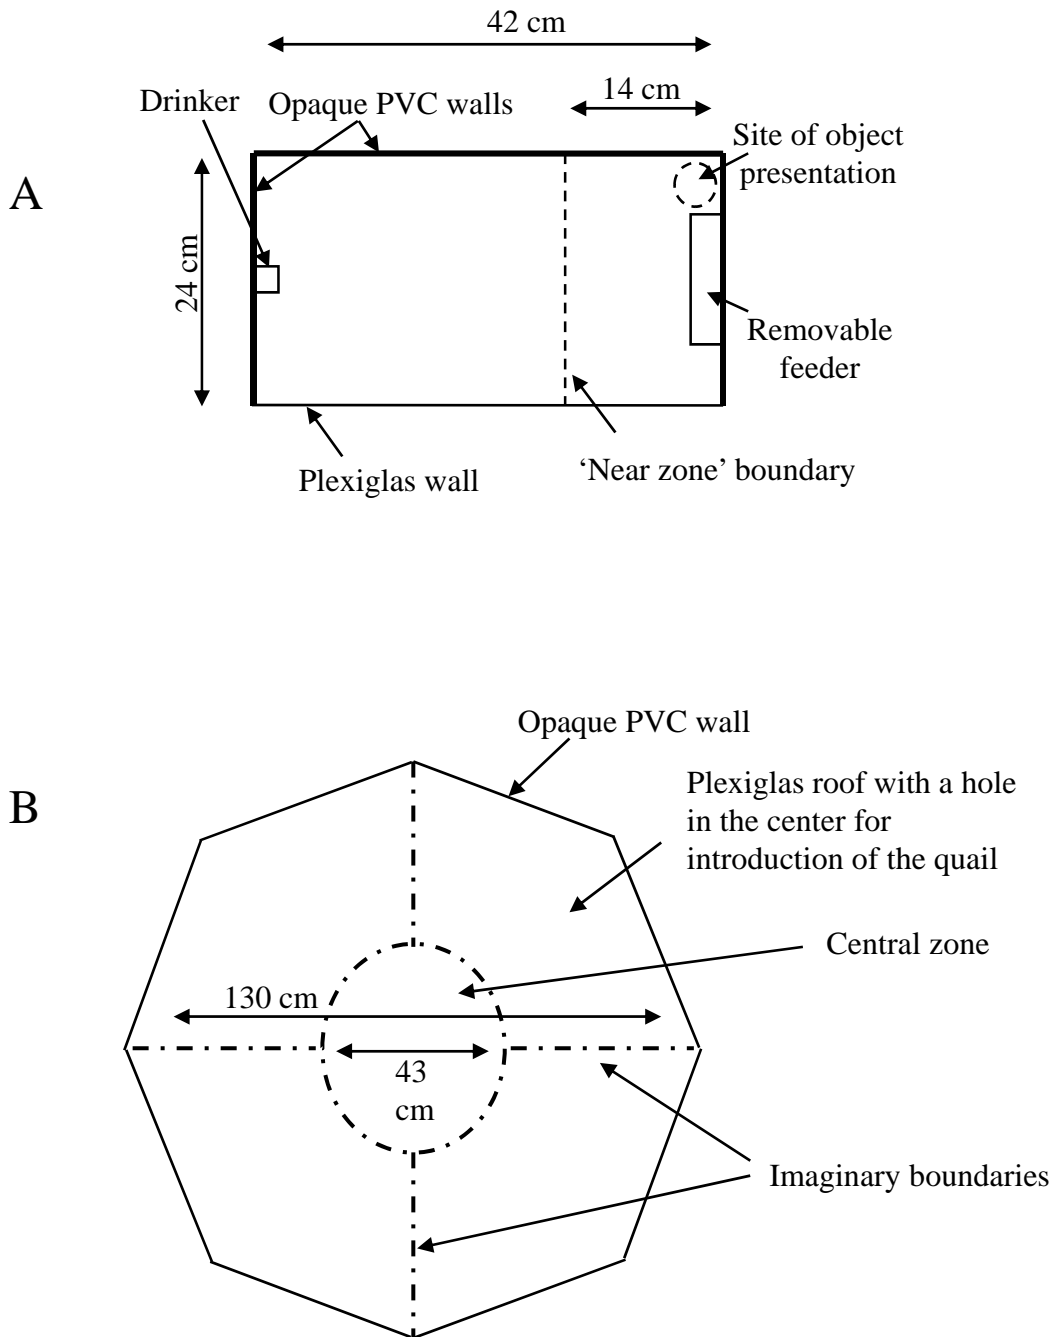 42 cm
14 cm
Drinker
Opaque PVC walls
Site of object
presentation
A
24 cm
Removable
feeder
Plexiglas wall
‘Near zone’ boundary
Opaque PVC wall
B
Plexiglas roof with a hole
in the center for
introduction of the quail
Central zone
130 cm
43
cm
Imaginary boundaries